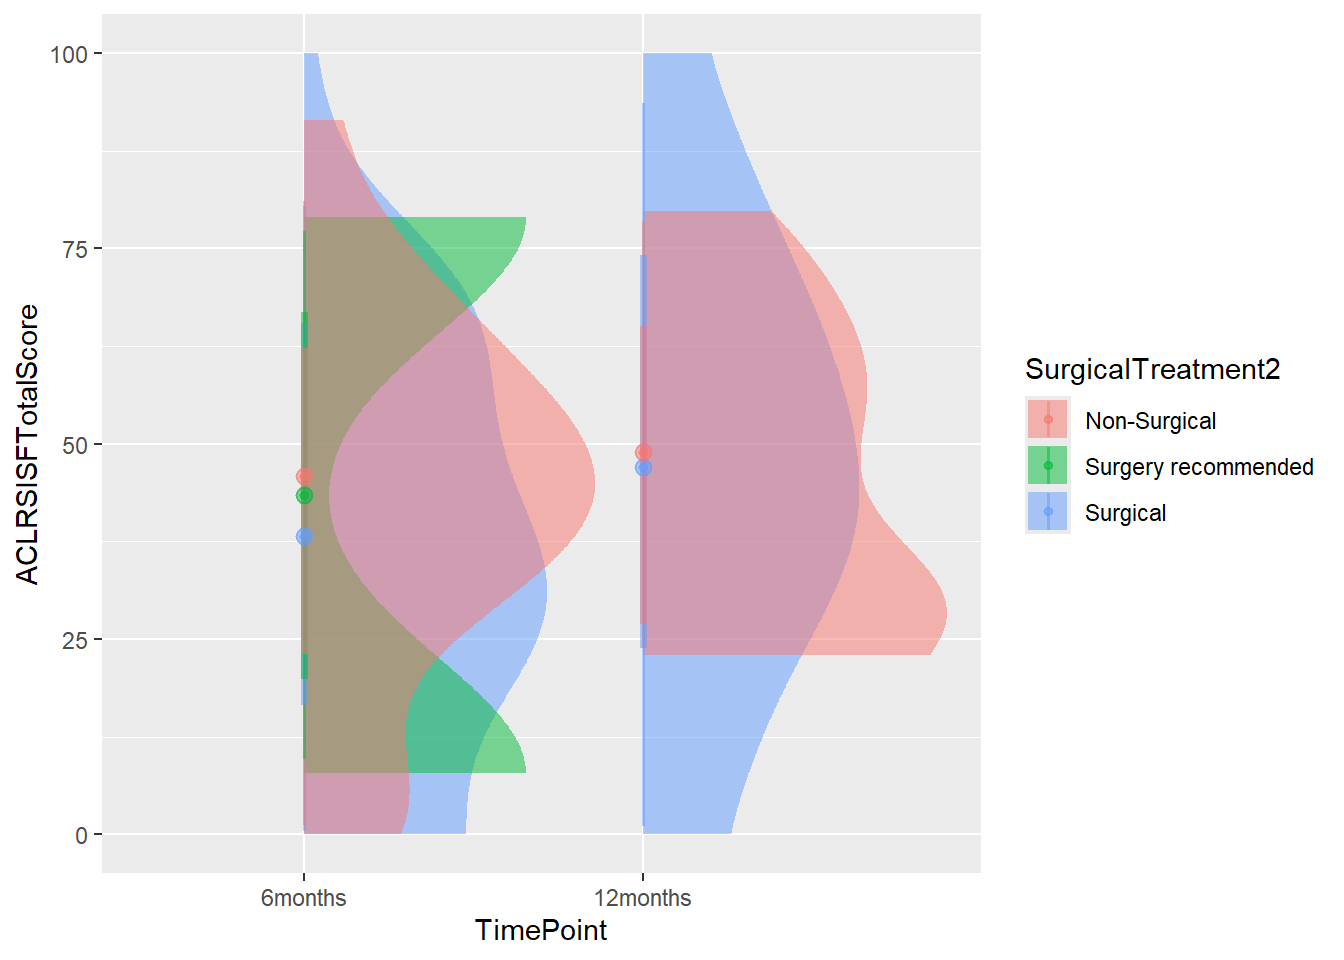 ACLRSISFTotalScore
100
75
50
25
0
6months
12months
TimePoint
SurgicalTreatment2
Non-Surgical
Surgery recommended
Surgical